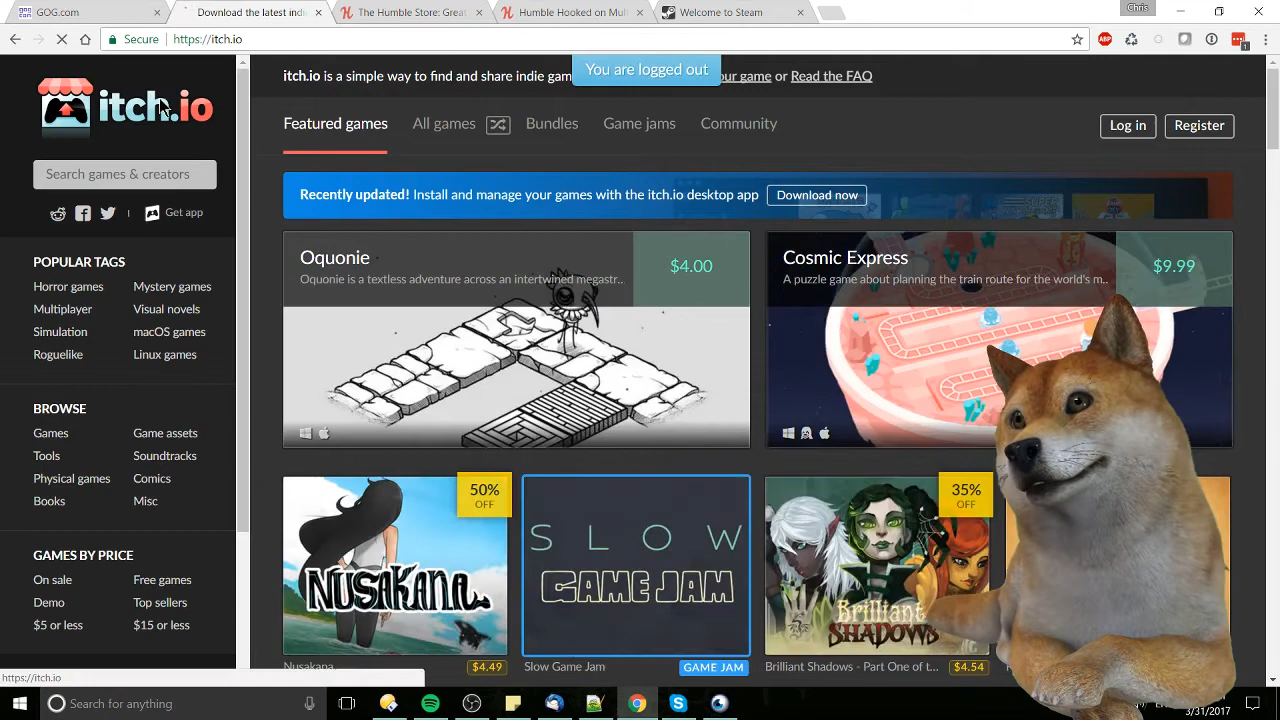 GOG.com
Download the latest indi
The Humble Store: Great
Humble Hooked on Mult
Welcome to Steam
Chris
Secure
https://itch.io
ABP
1
itch.io
itch.io is a simple way to find and share indie gam
You are logged out
our game or Read the FAQ
Featured games
All games
Bundles
Game jams
Community
Log in
Register
Search games & creators
Get app
Recently updated! Install and manage your games with the itch.io desktop app
Download now
POPULAR TAGS
Horror games
Mystery games
Multiplayer
Visual novels
Simulation
macOS games
Roguelike
Linux games
BROWSE
Games
Game assets
Tools
Soundtracks
Physical games
Comics
Books
Misc
GAMES BY PRICE
On sale
Free games
Demo
Top sellers
$5 or less
$15 or less
Oquonie
$4.00
Oquonie is a textless adventure across an intertwined megastr...
Cosmic Express
$9.99
A puzzle game about planning the train route for the world's m..
50%
OFF
NUSAKANA
Nusakana
$4.49
SLOW
GAME JAM
Slow Game Jam
GAME JAM
35%
OFF
Brilliant
SHADOWS
Brilliant Shadows - Part One of t...
$4.54
https://itch.io
Search for anything
3/31/2017